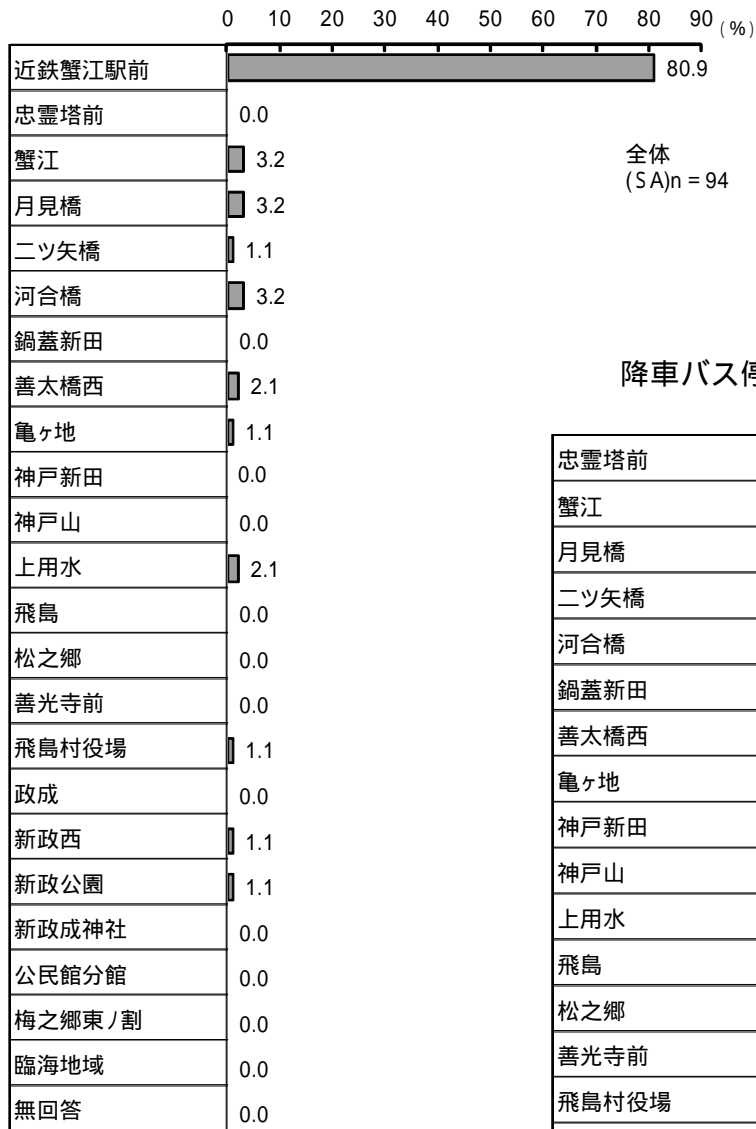 0 10 20 30 40 50 60 70 80 90 (%)
近鉄蟹江駅前 80.9
忠霊塔前 0.0
蟹江 3.2
月見橋 3.2
二ツ矢橋 1.1
河合橋 3.2
鍋蓋新田 0.0
善太橋西 2.1
亀ヶ地 1.1
神戸新田 0.0
神戸山 0.0
上用水 2.1
飛島 0.0
松之郷 0.0
善光寺前 0.0
飛島村役場 1.1
政成 0.0
新政西 1.1
新政公園 1.1
新政成神社 0.0
公民館分館 0.0
梅之郷東ノ割 0.0
臨海地域 0.0
無回答 0.0
全体
(SA)n = 94
降車バス停
忠霊塔前
蟹江
月見橋
二ツ矢橋
河合橋
鍋蓋新田
善太橋西
亀ヶ地
神戸新田
神戸山
上用水
飛島
松之郷
善光寺前
飛島村役場